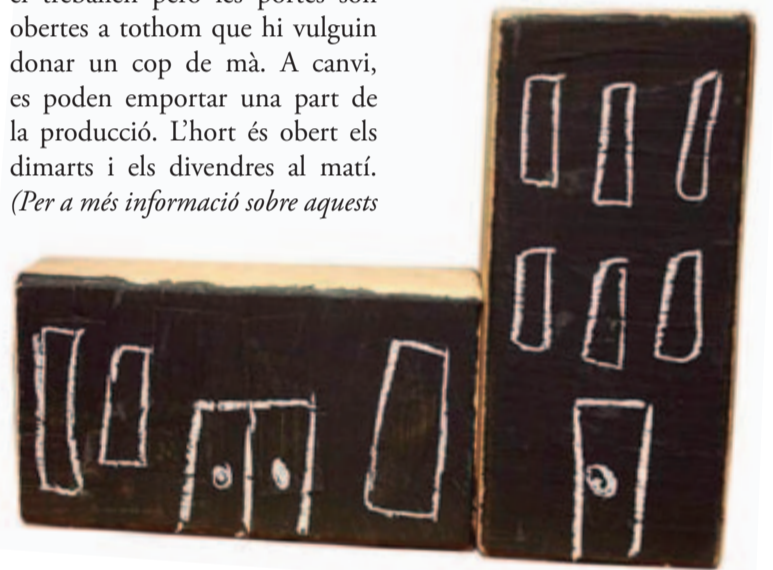 obertes a tothom que hi vulguin
donar un cop de mà. A canvi,
es poden emportar una part de
la producció. L’hort és obert els
dimarts i els divendres al matí.
(Per a més informació sobre aquests